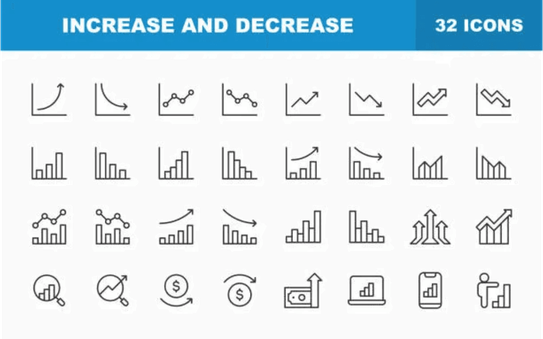 INCREASE AND DECREASE
32 ICONS
$
$